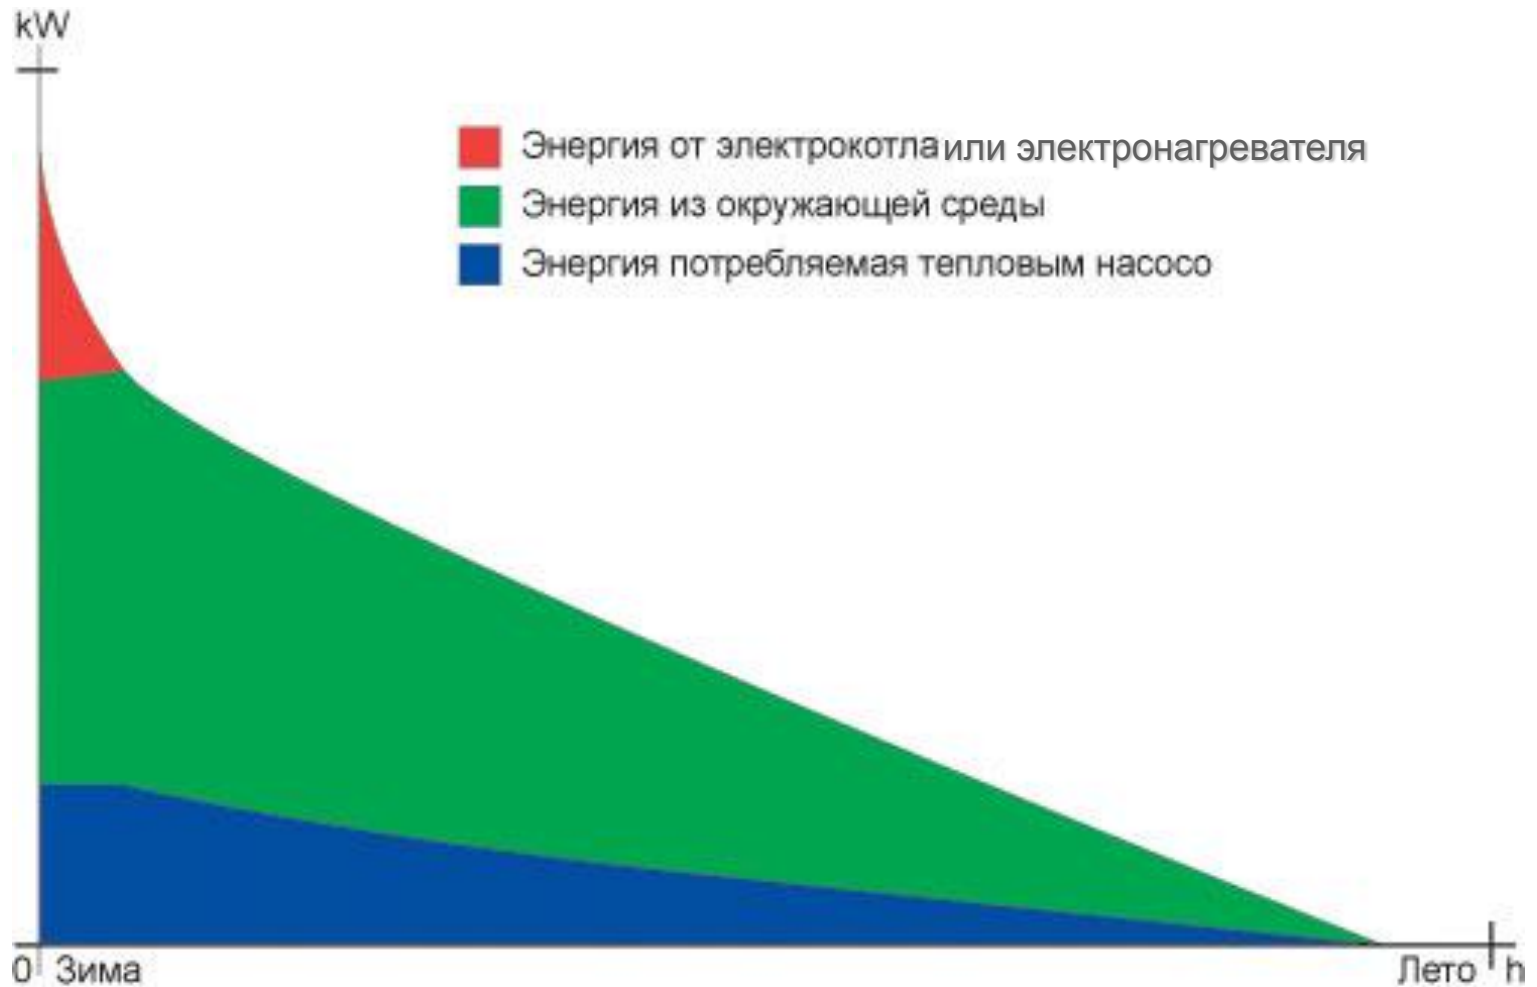 kW
Энергия от электрокотла или электронагревателя
Энергия из окружающей среды
Энергия потребляемая тепловым насосо
0 Зима
Лето h